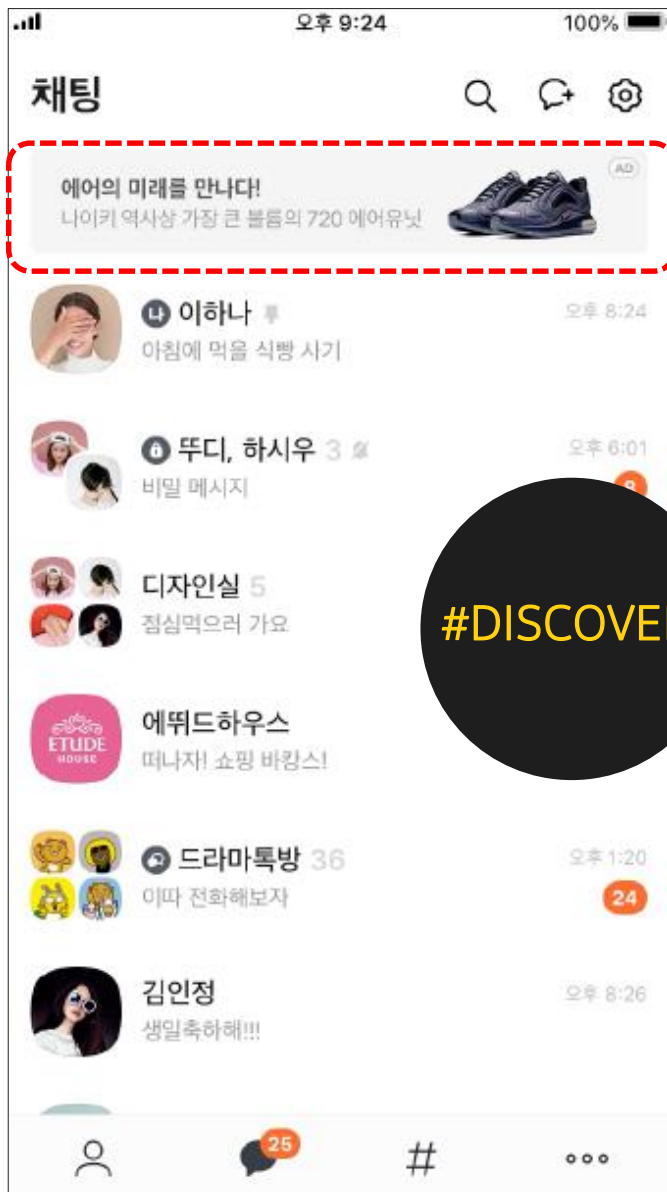 오후 9:24
100%
채팅
에어의 미래를 만나다!
나이키 역사상 가장 큰 볼륨의 720 에어유닛
AD
나 이하나
오후 8:24
아침에 먹을 식빵 사기
뚜디, 하시우 3
오후 6:01
비밀 메시지
디자인실 5
점심먹으러 가요
#DISCOVE
에뛰드하우스
떠나자! 쇼핑 바캉스!
ETUDE
HOUSE
드라마톡방 36
오후 1:20
이따 전화해보자
24
김인정
오후 8:26
생일축하해!!!
25
#